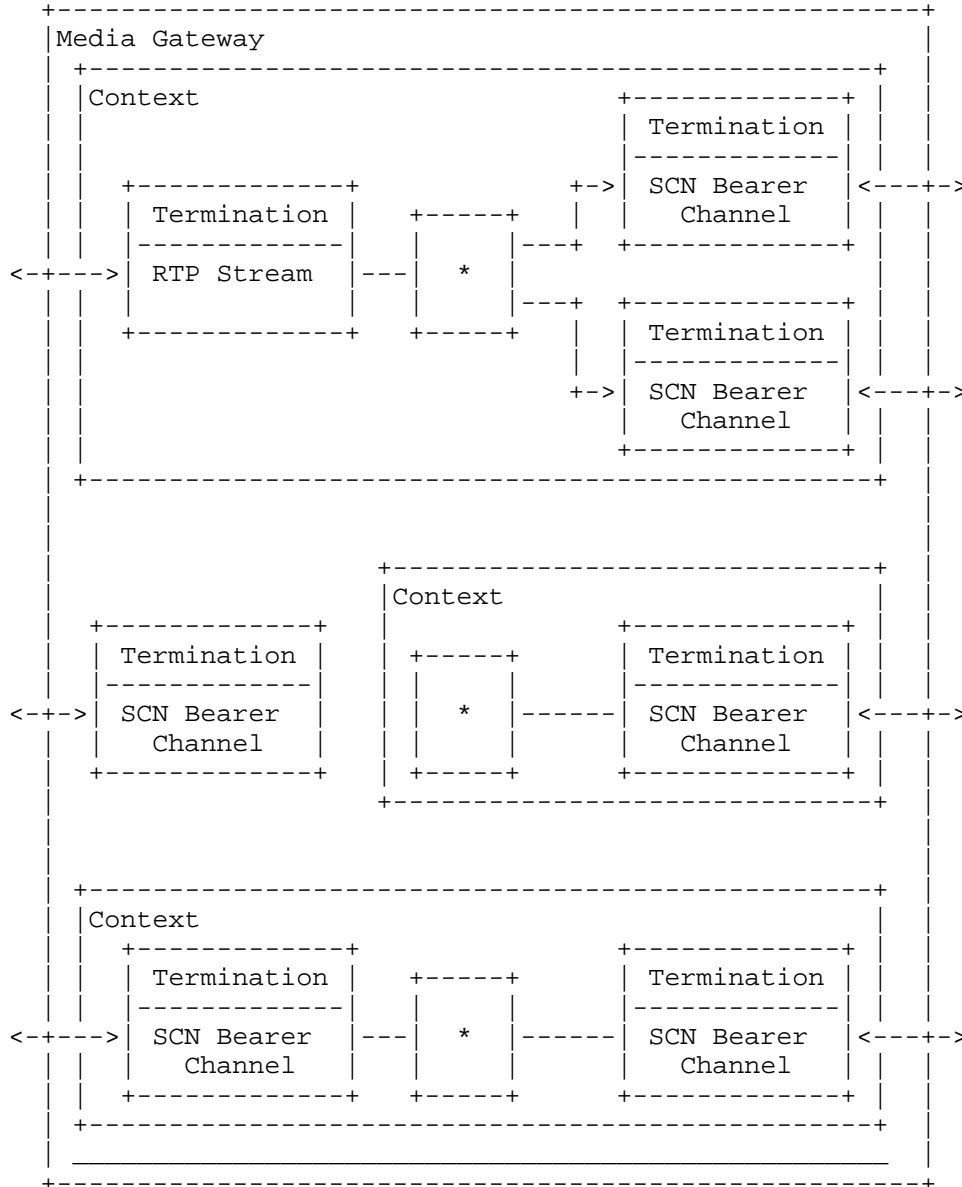 Media Gateway
Context
Termination
SCN Bearer
Channel
Termination
RTP Stream
*
Termination
SCN Bearer
Channel
Context
Termination
SCN Bearer
Channel
*
Termination
SCN Bearer
Channel
Context
Termination
SCN Bearer
Channel
*
Termination
SCN Bearer
Channel